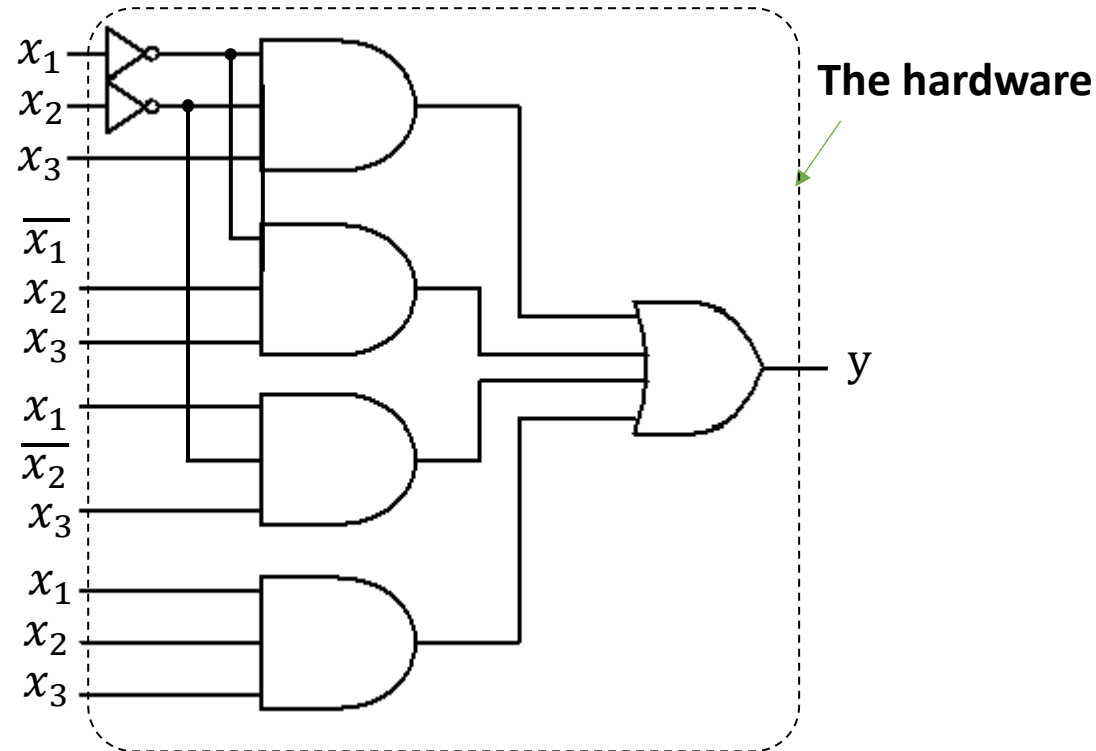 x₁
x₂
x₃
x̅₁
x₂
x₃
x₁
x̅₂
x₃
x₁
x₂
x₃
The hardware
y